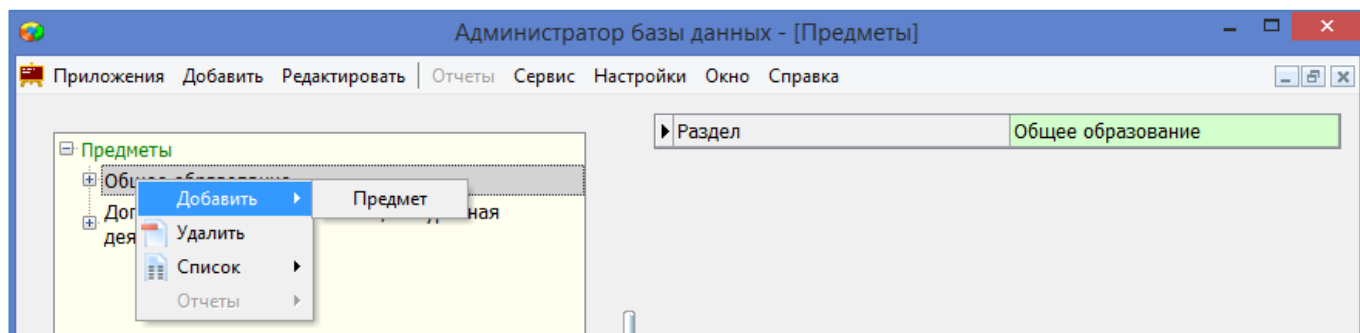 Администратор базы данных - [Предметы]
Приложения Добавить Редактировать Отчеты Сервис Настройки Окно Справка
Раздел Общее образование
Предметы
Добавить Предмет
ная
Удалить
Список
Отчеты